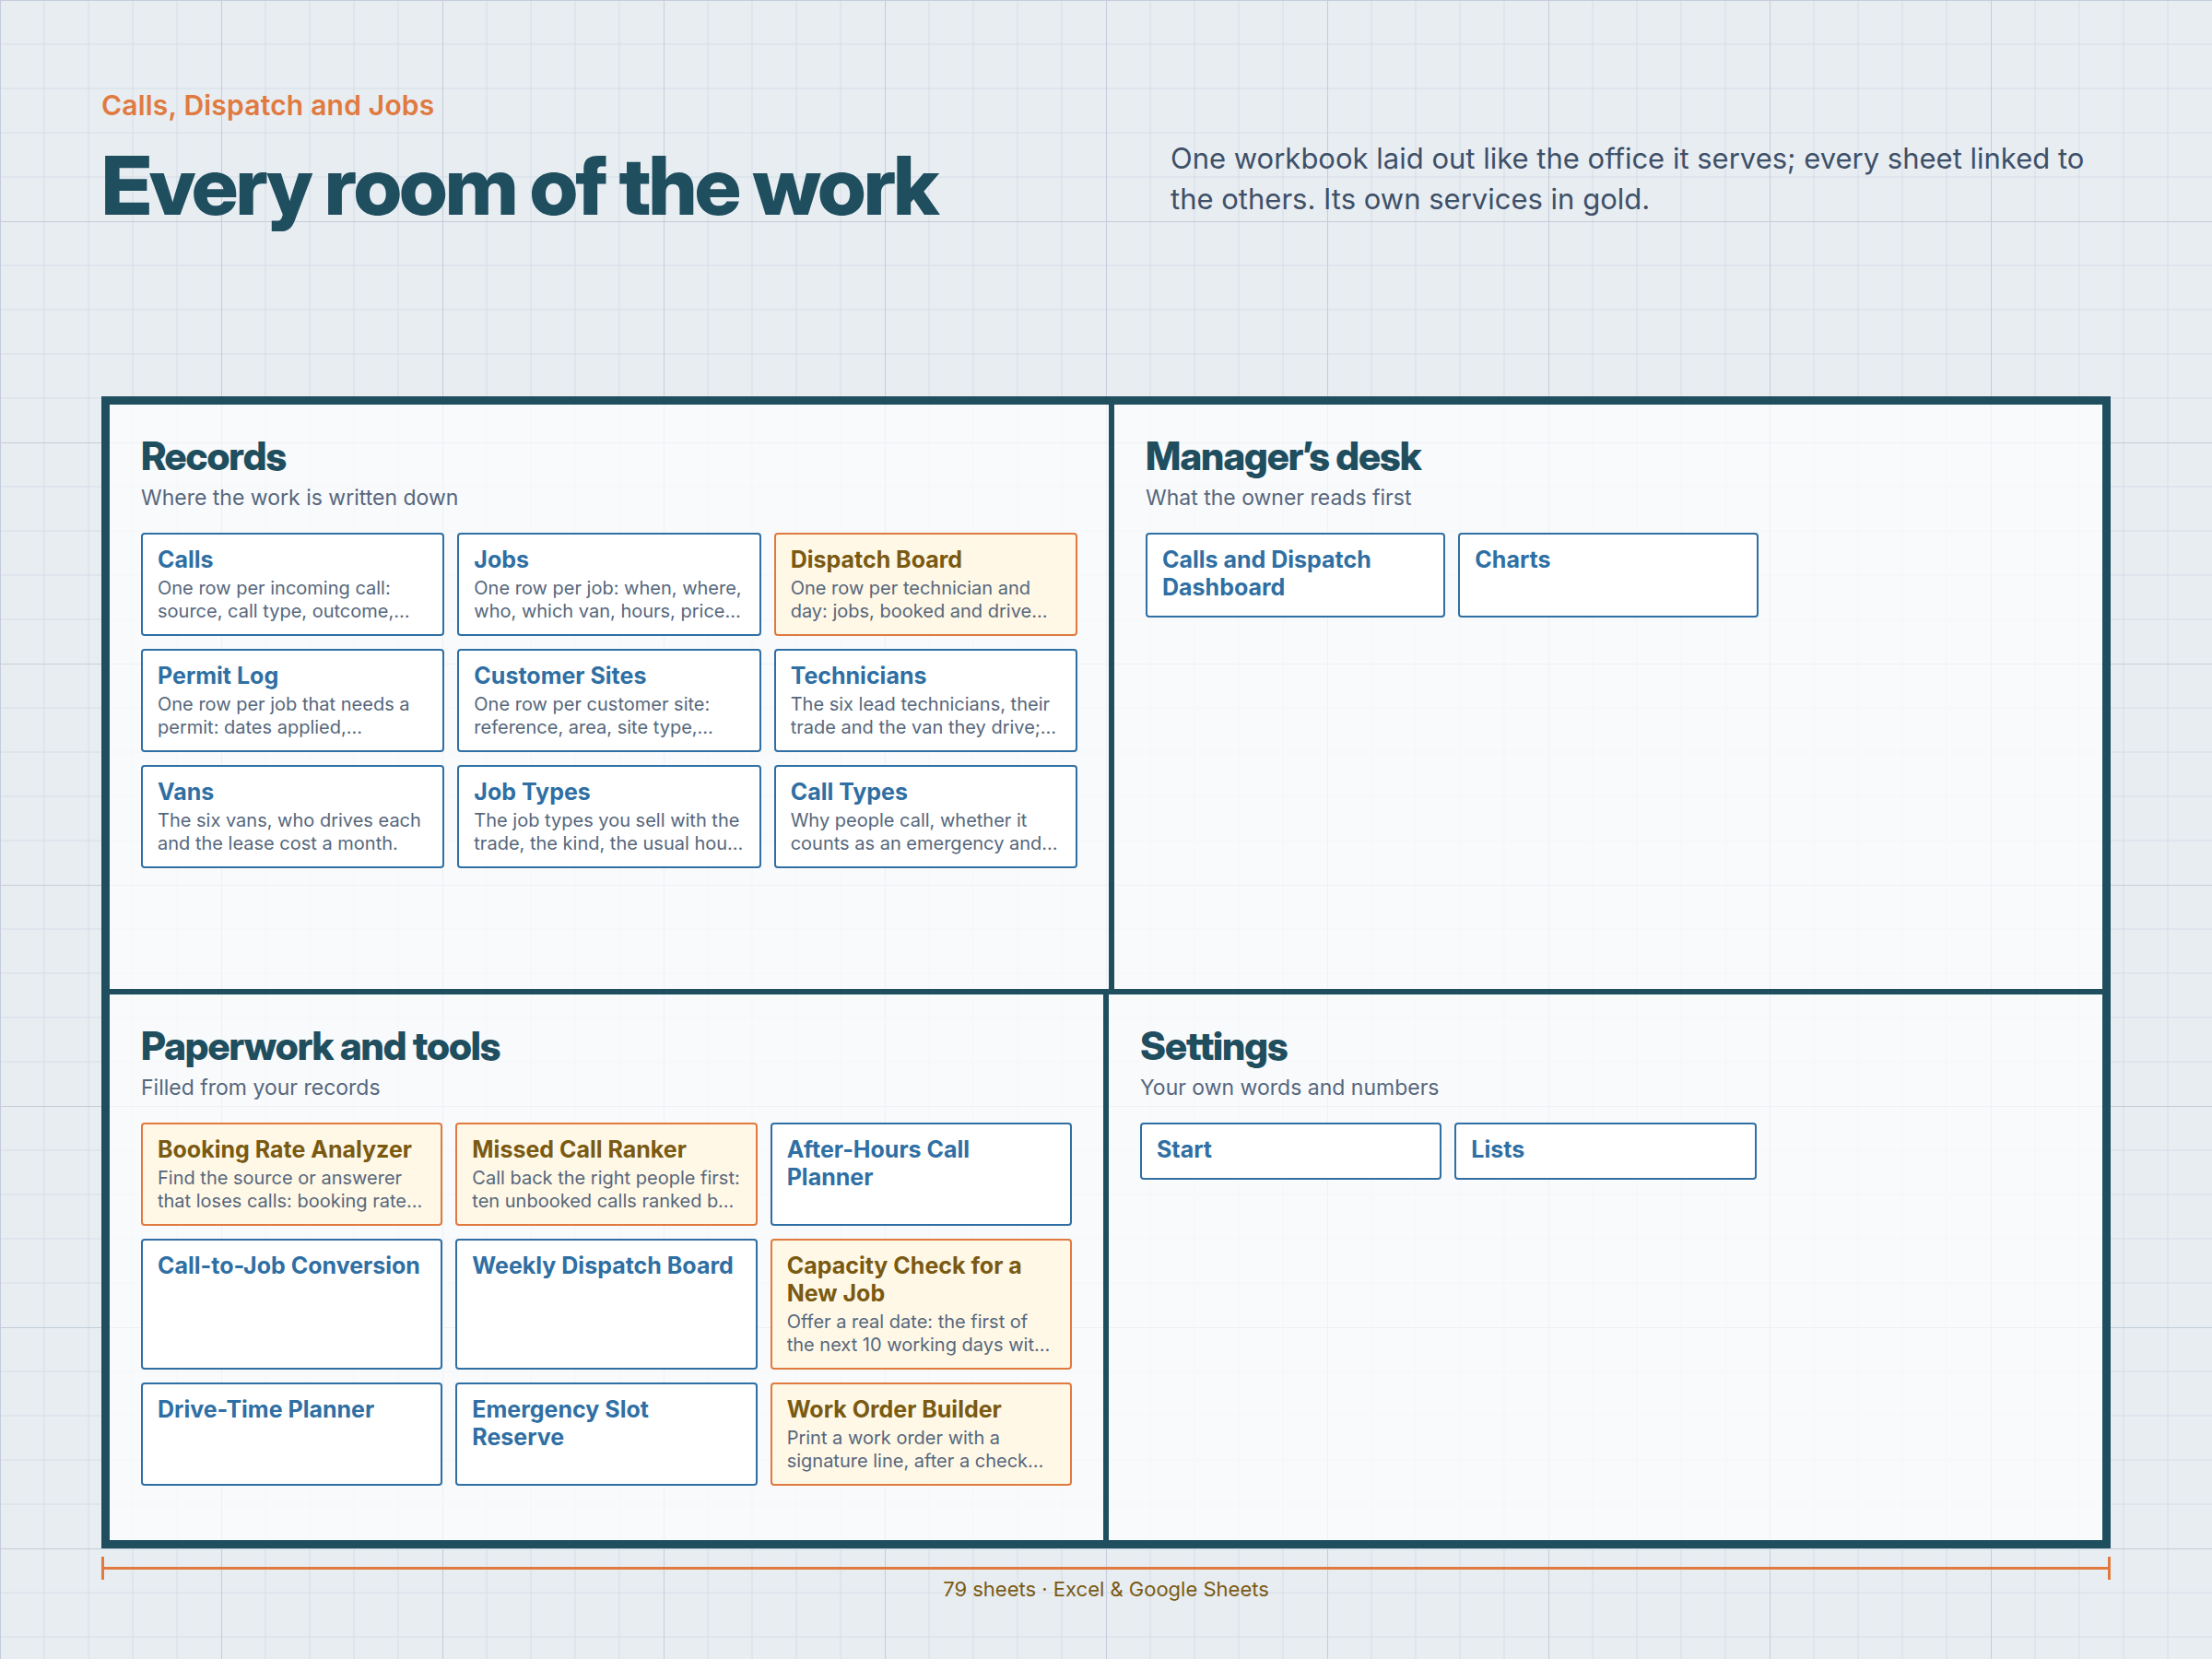 Calls, Dispatch and Jobs
Every room of the work
One workbook laid out like the office it serves; every sheet linked to
the others. Its own services in gold.
Records
Where the work is written down
Calls
One row per incoming call:
source, call type, outcome,...
Jobs
One row per job: when, where,
who, which van, hours, price...
Dispatch Board
One row per technician and
day: jobs, booked and drive...
Permit Log
One row per job that needs a
permit: dates applied,...
Customer Sites
One row per customer site:
reference, area, site type,...
Technicians
The six lead technicians, their
trade and the van they drive;...
Vans
The six vans, who drives each
and the lease cost a month.
Job Types
The job types you sell with the
trade, the kind, the usual hou...
Call Types
Why people call, whether it
counts as an emergency and...
Manager’s desk
What the owner reads first
Calls and Dispatch
Dashboard
Charts
Paperwork and tools
Filled from your records
Booking Rate Analyzer
Find the source or answerer
that loses calls: booking rate...
Missed Call Ranker
Call back the right people first:
ten unbooked calls ranked b...
After-Hours Call
Planner
Call-to-Job Conversion
Weekly Dispatch Board
Capacity Check for a
New Job
Offer a real date: the first of
the next 10 working days wit...
Drive-Time Planner
Emergency Slot
Reserve
Work Order Builder
Print a work order with a
signature line, after a check...
Settings
Your own words and numbers
Start
Lists
79 sheets · Excel & Google Sheets